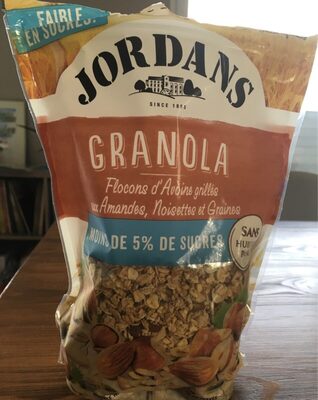 FAIBLE
EN SUCRES!
JORDANS
SINCE 1855
GRANOLA
Flocons d'Avoine grillés
aux Amandes, Noisettes et Graines
MOINS DE 5% DE SUCRES
SANS
HUILE